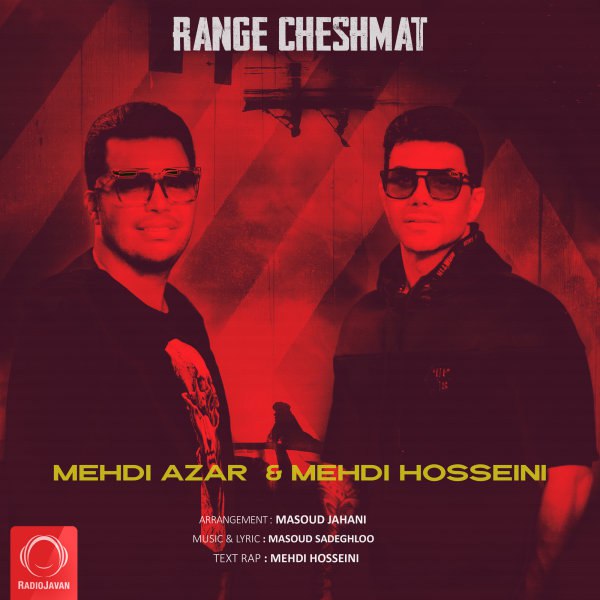 RANGE CHESHMAT
MEHDI AZAR & MEHDI HOSSEINI
ARRANGEMENT : MASOUD JAHANI
MUSIC & LYRIC : MASOUD SADEGHLOO
TEXT RAP : MEHDI HOSSEINI
RADIOJAVAN